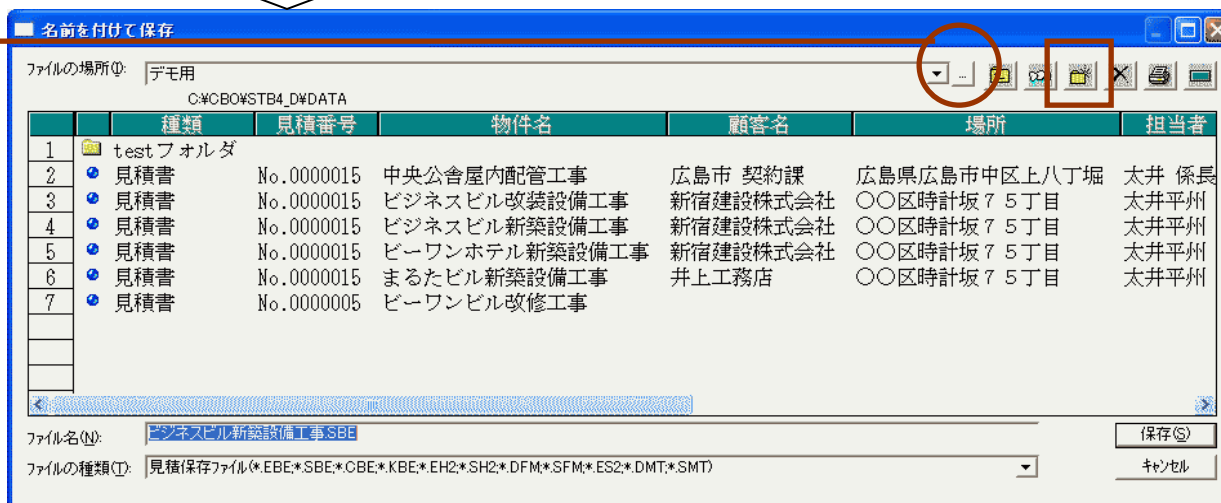 名前を付けて保存
ファイルの場所(I): デモ用 ...
C:¥CBO¥STB4_D¥DATA
種類 見積番号 物件名 顧客名 場所 担当者
1 testフォルダ
2 見積書 No.0000015 中央公舎屋内配管工事 広島市 契約課 広島県広島市中区上八丁堀 太井 係長
3 見積書 No.0000015 ビジネスビル改装設備工事 新宿建設株式会社 〇〇区時計坂75丁目 太井平州
4 見積書 No.0000015 ビジネスビル新築設備工事 新宿建設株式会社 〇〇区時計坂75丁目 太井平州
5 見積書 No.0000015 ビーワンホテル新築設備工事 新宿建設株式会社 〇〇区時計坂75丁目 太井平州
6 見積書 No.0000015 まるたビル新築設備工事 井上工務店 〇〇区時計坂75丁目 太井平州
7 見積書 No.0000005 ビーワンビル改修工事
ファイル名(N): ビジネスビル新築設備工事.SBE 保存(S)
ファイルの種類(T): 見積保存ファイル(*.EBE;*.SBE;*.CBE;*.KBE;*.EH2;*.SH2;*.DFM;*.SFM;*.ES2;*.DMT;*.SMT) キャンセル